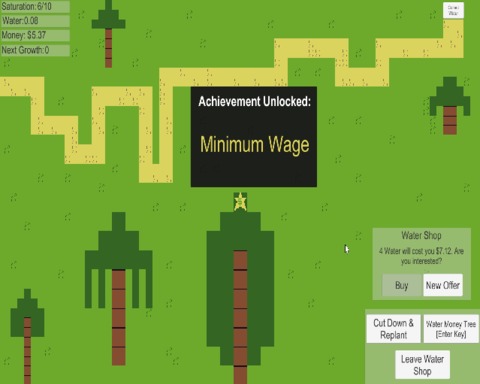 Saturation:6/10
Water:0.08
Money: $5.37
Next Growth:0
Achievement Unlocked:
Minimum Wage
Water Shop
4 Water will cost you $7.12. Are
you interested?
Buy
New Offer
Cut Down &
Replant
Water Money Tree
[Enter Key]
Leave Water
Shop